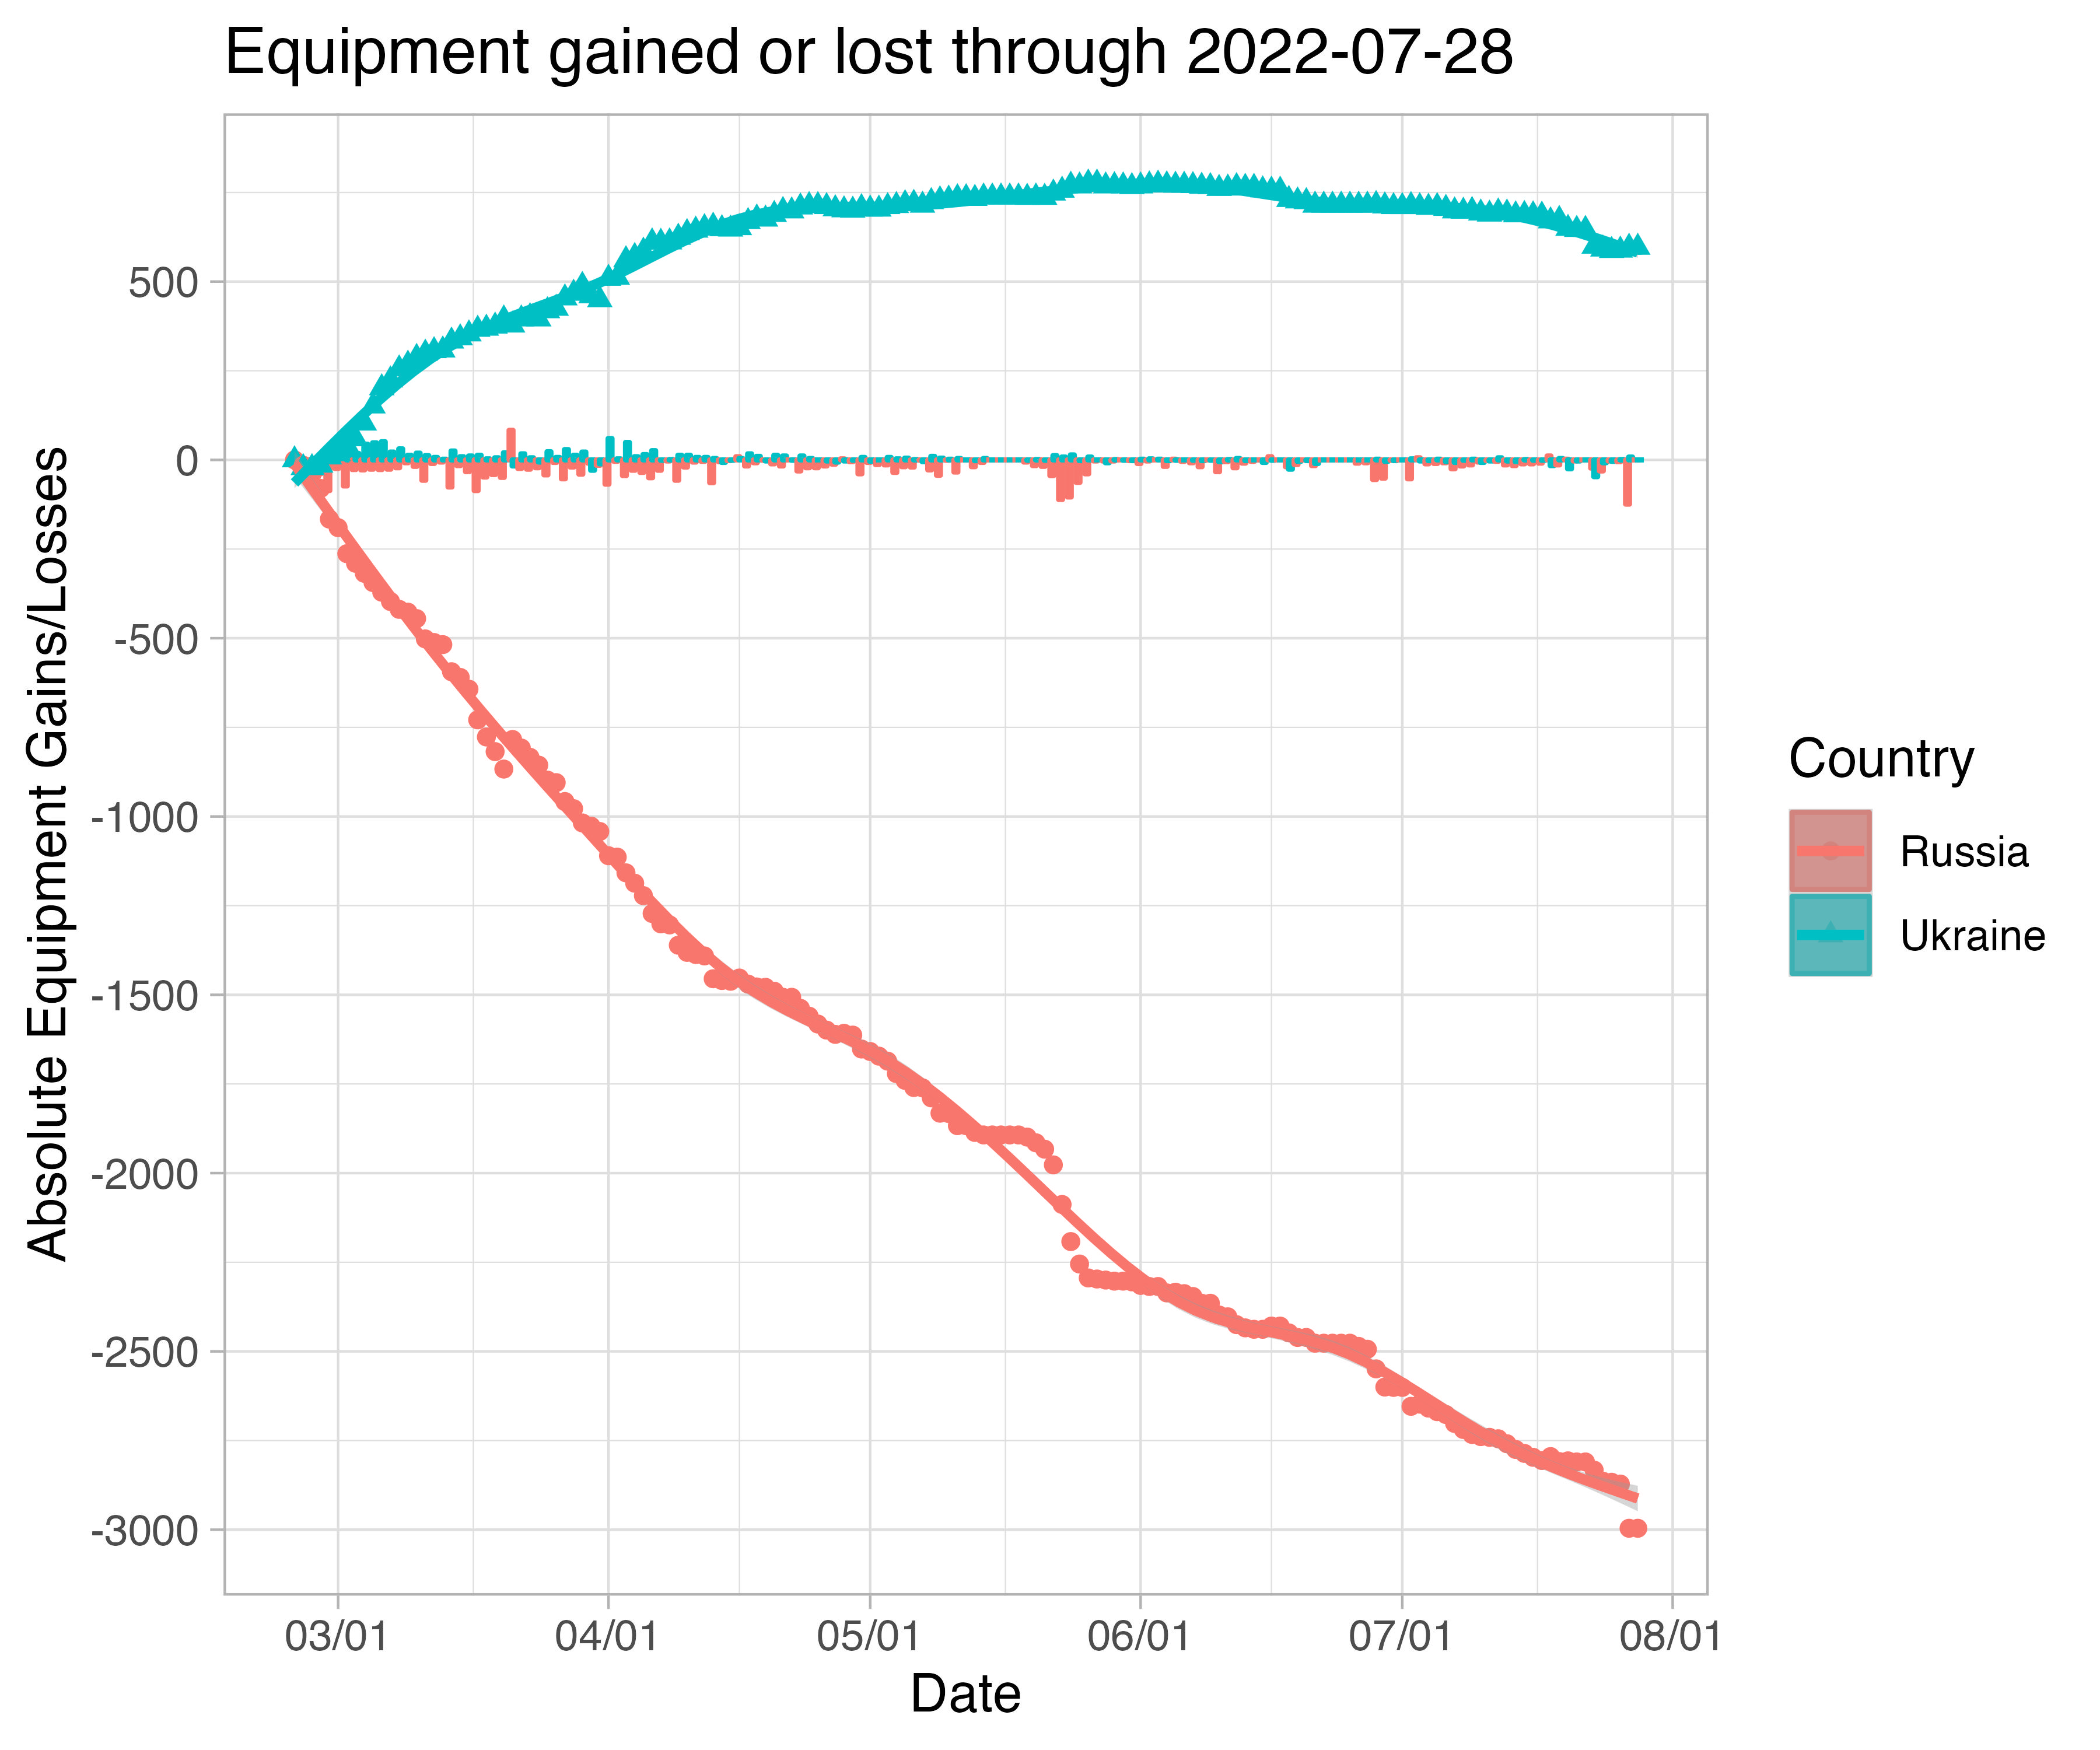 Equipment gained or lost through 2022-07-28
Absolute Equipment Gains/Losses
500
0
-500
-1000
-1500
-2000
-2500
-3000
03/01 04/01 05/01 06/01 07/01 08/01
Date
Country
Russia
Ukraine